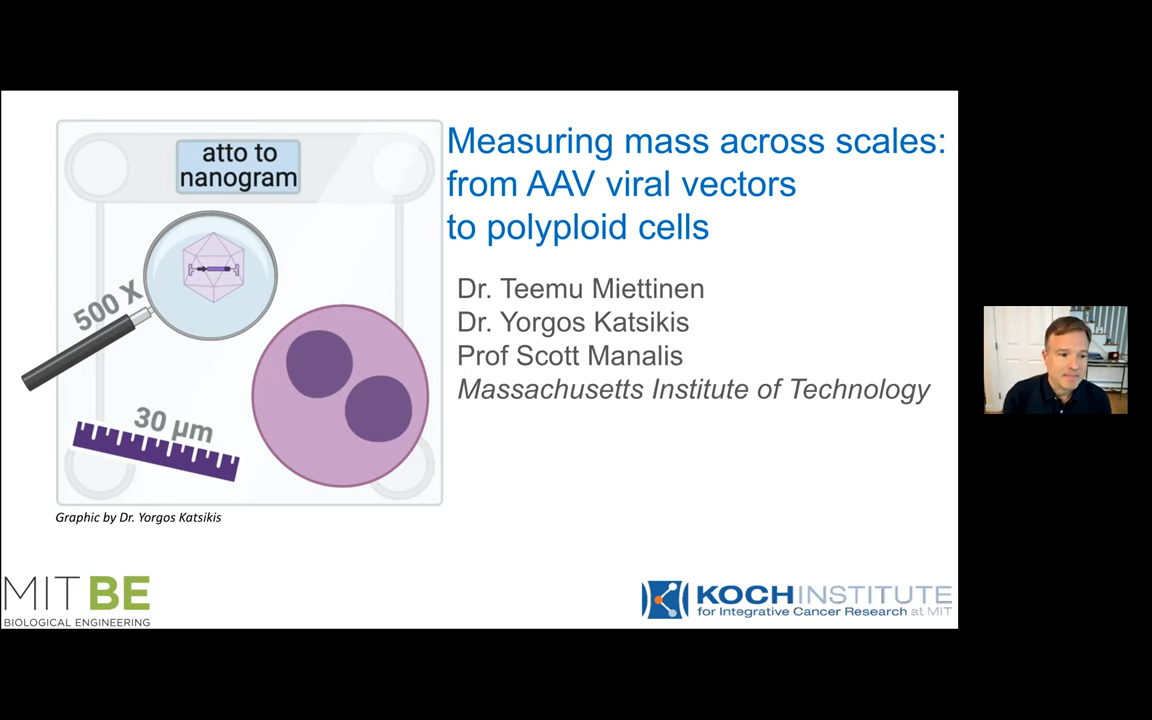 atto to
nanogram
500 X
30 µm
Graphic by Dr. Yorgos Katsikis
Measuring mass across scales:
from AAV viral vectors
to polyploid cells
Dr. Teemu Miettinen
Dr. Yorgos Katsikis
Prof Scott Manalis
Massachusetts Institute of Technology
MIT BE
BIOLOGICAL ENGINEERING
KOCH INSTITUTE
for Integrative Cancer Research at MIT